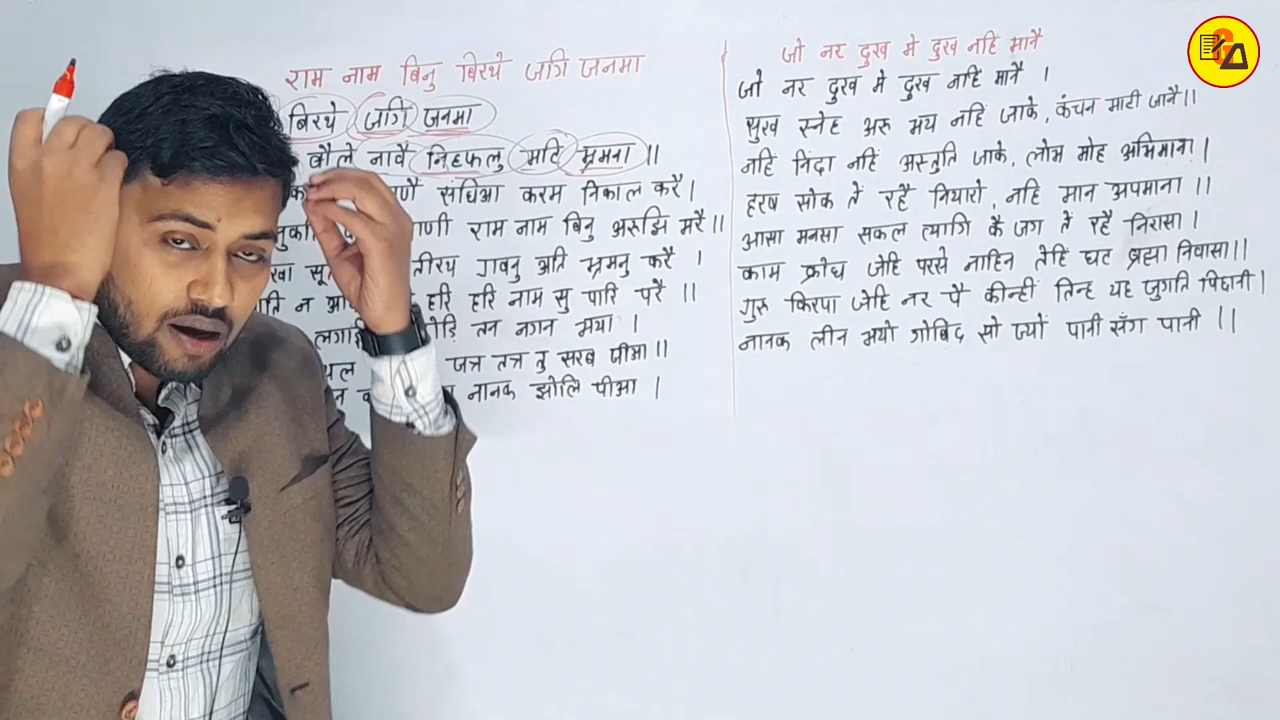 राम नाम बिनु बिरथे जगि जनमा
बिरथे जगि जनमा
बौले नावै निहफलु मटि भ्रमना ॥
संधिआ करम निकाल करै ।
राम नाम बिनु अरुझि मरै ॥
तीरथ गवनु अति भ्रमनु करै ।
हरि हरि नाम सु पारि परै ॥
तन नगन भया ।
जत्र तत्र तु सरब जीआ ॥
नानक झोलि पीआ ।
जो नर दुख मे दुख नहि मानै
जो नर दुख मे दुख नहि मानै ।
सुख स्नेह अरु भय नहिं जाके, कंचन माटी जानै ॥
नहि निंदा नहिं अस्तुति जाके, लोभ मोह अभिमाना ।
हरष सोक तें रहै नियारो, नहि मान अपमाना ॥
आसा मनसा सकल त्यागि कै जग तें रहै निरासा ।
काम क्रोध जेहि परसे नाहिन तेहिं घट ब्रह्म निवासा ॥
गुरु किरपा जेहि नर पै कीन्हीं तिन्ह यह जुगति पिछानी ।
नानक लीन भयो गोबिंद सो ज्यों पानी सँग पानी ॥